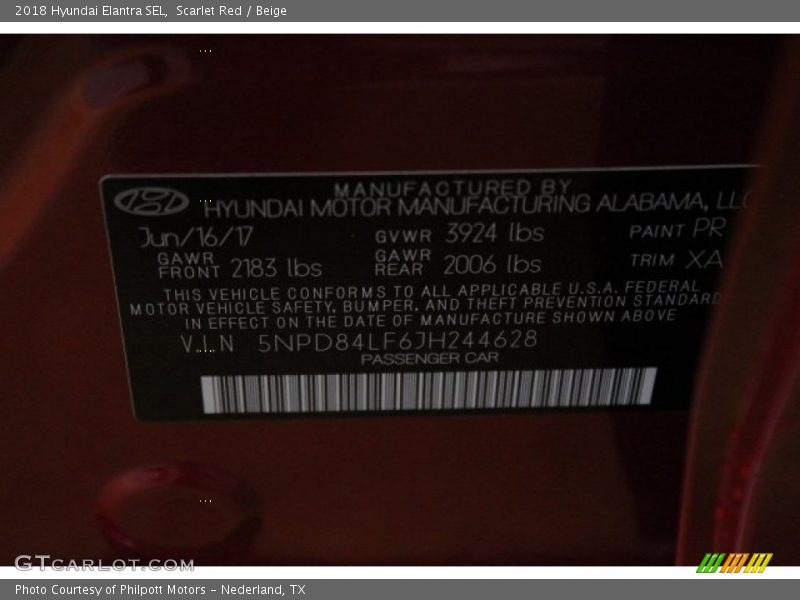 2018 Hyundai Elantra SEL, Scarlet Red / Beige
MANUFACTURED BY
HYUNDAI MOTOR MANUFACTURING ALABAMA, LLC
Jun/16/17 GVWR 3924 lbs PAINT PR
GAWR FRONT 2183 lbs GAWR REAR 2006 lbs TRIM XA
THIS VEHICLE CONFORMS TO ALL APPLICABLE U.S.A. FEDERAL
MOTOR VEHICLE SAFETY, BUMPER, AND THEFT PREVENTION STANDARD
IN EFFECT ON THE DATE OF MANUFACTURE SHOWN ABOVE
V.I.N 5NPD84LF6JH244628
PASSENGER CAR
GTCARLOT.COM
Photo Courtesy of Philpott Motors - Nederland, TX